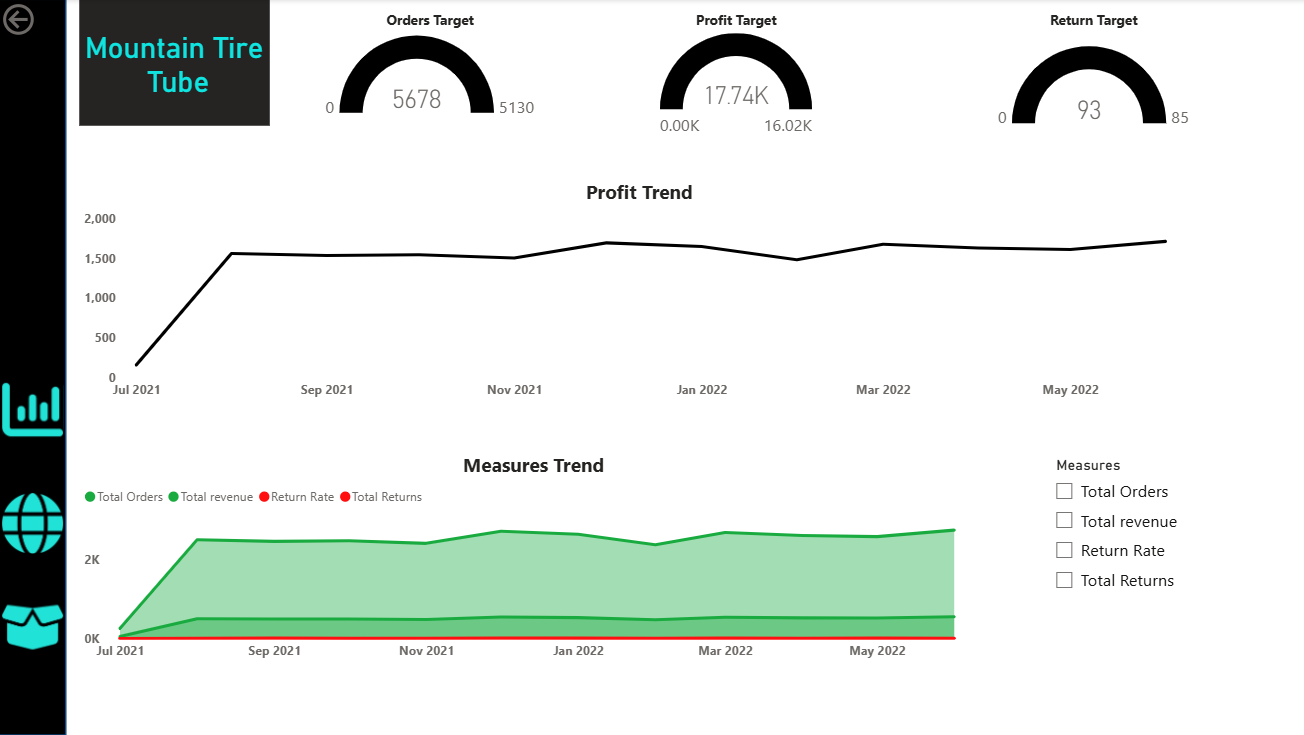 Mountain Tire
Tube
Orders Target
0
5678
5130
Profit Target
17.74K
0.00K
16.02K
Return Target
0
93
85
Profit Trend
2,000
1,500
1,000
500
0
Jul 2021
Sep 2021
Nov 2021
Jan 2022
Mar 2022
May 2022
Measures Trend
Total Orders
Total revenue
Return Rate
Total Returns
2K
0K
Jul 2021
Sep 2021
Nov 2021
Jan 2022
Mar 2022
May 2022
Measures
Total Orders
Total revenue
Return Rate
Total Returns